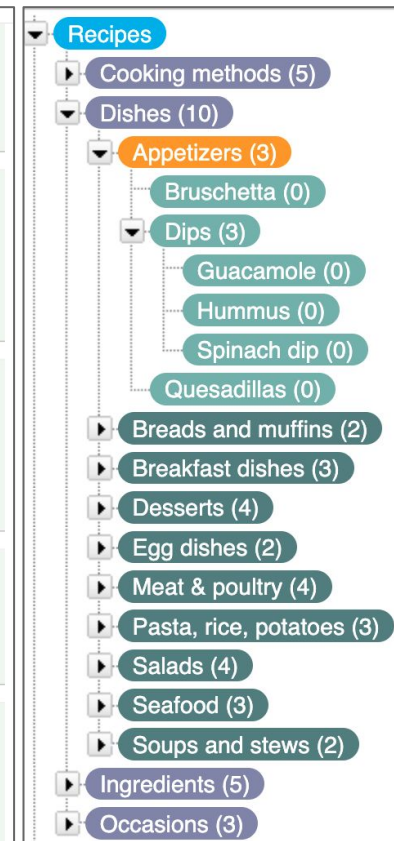 Recipes
Cooking methods (5)
Dishes (10)
Appetizers (3)
Bruschetta (0)
Dips (3)
Guacamole (0)
Hummus (0)
Spinach dip (0)
Quesadillas (0)
Breads and muffins (2)
Breakfast dishes (3)
Desserts (4)
Egg dishes (2)
Meat & poultry (4)
Pasta, rice, potatoes (3)
Salads (4)
Seafood (3)
Soups and stews (2)
Ingredients (5)
Occasions (3)